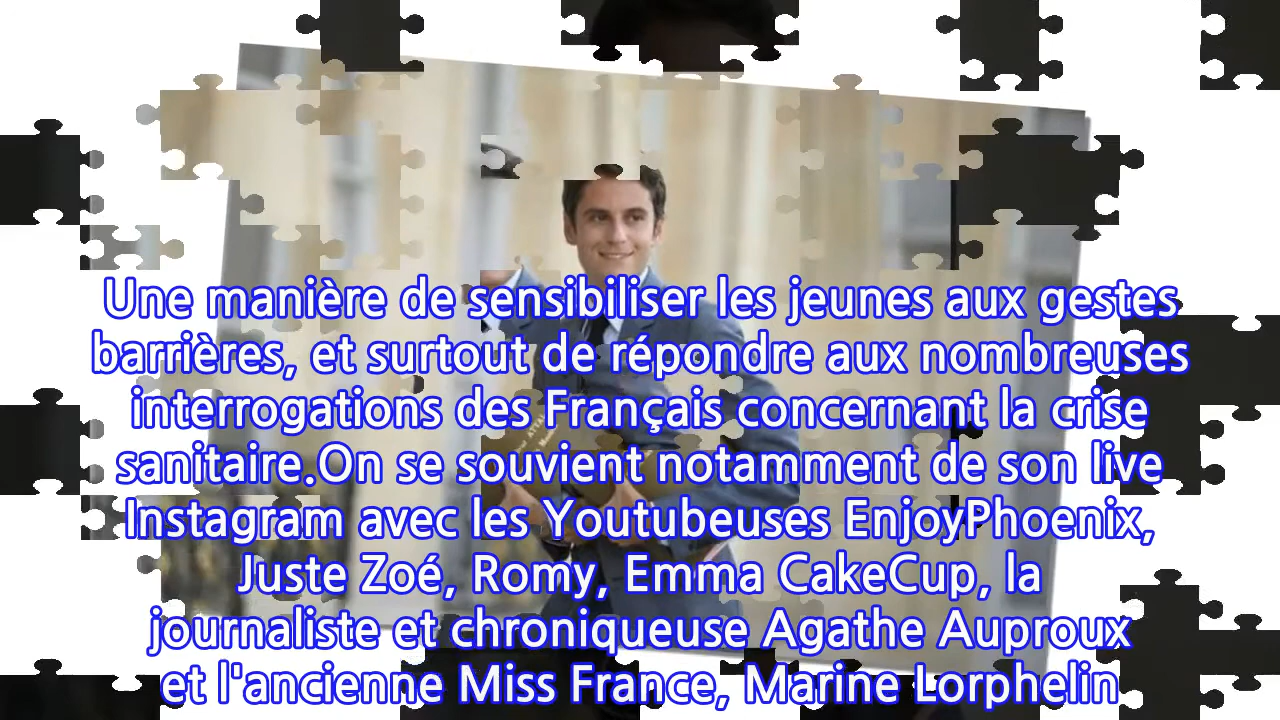 Une manière de sensibiliser les jeunes aux gestes
barrières, et surtout de répondre aux nombreuses
interrogations des Français concernant la crise
sanitaire.On se souvient notamment de son live
Instagram avec les Youtubeuses EnjoyPhoenix,
Juste Zoé, Romy, Emma CakeCup, la
journaliste et chroniqueuse Agathe Auproux
et l'ancienne Miss France, Marine Lorphelin